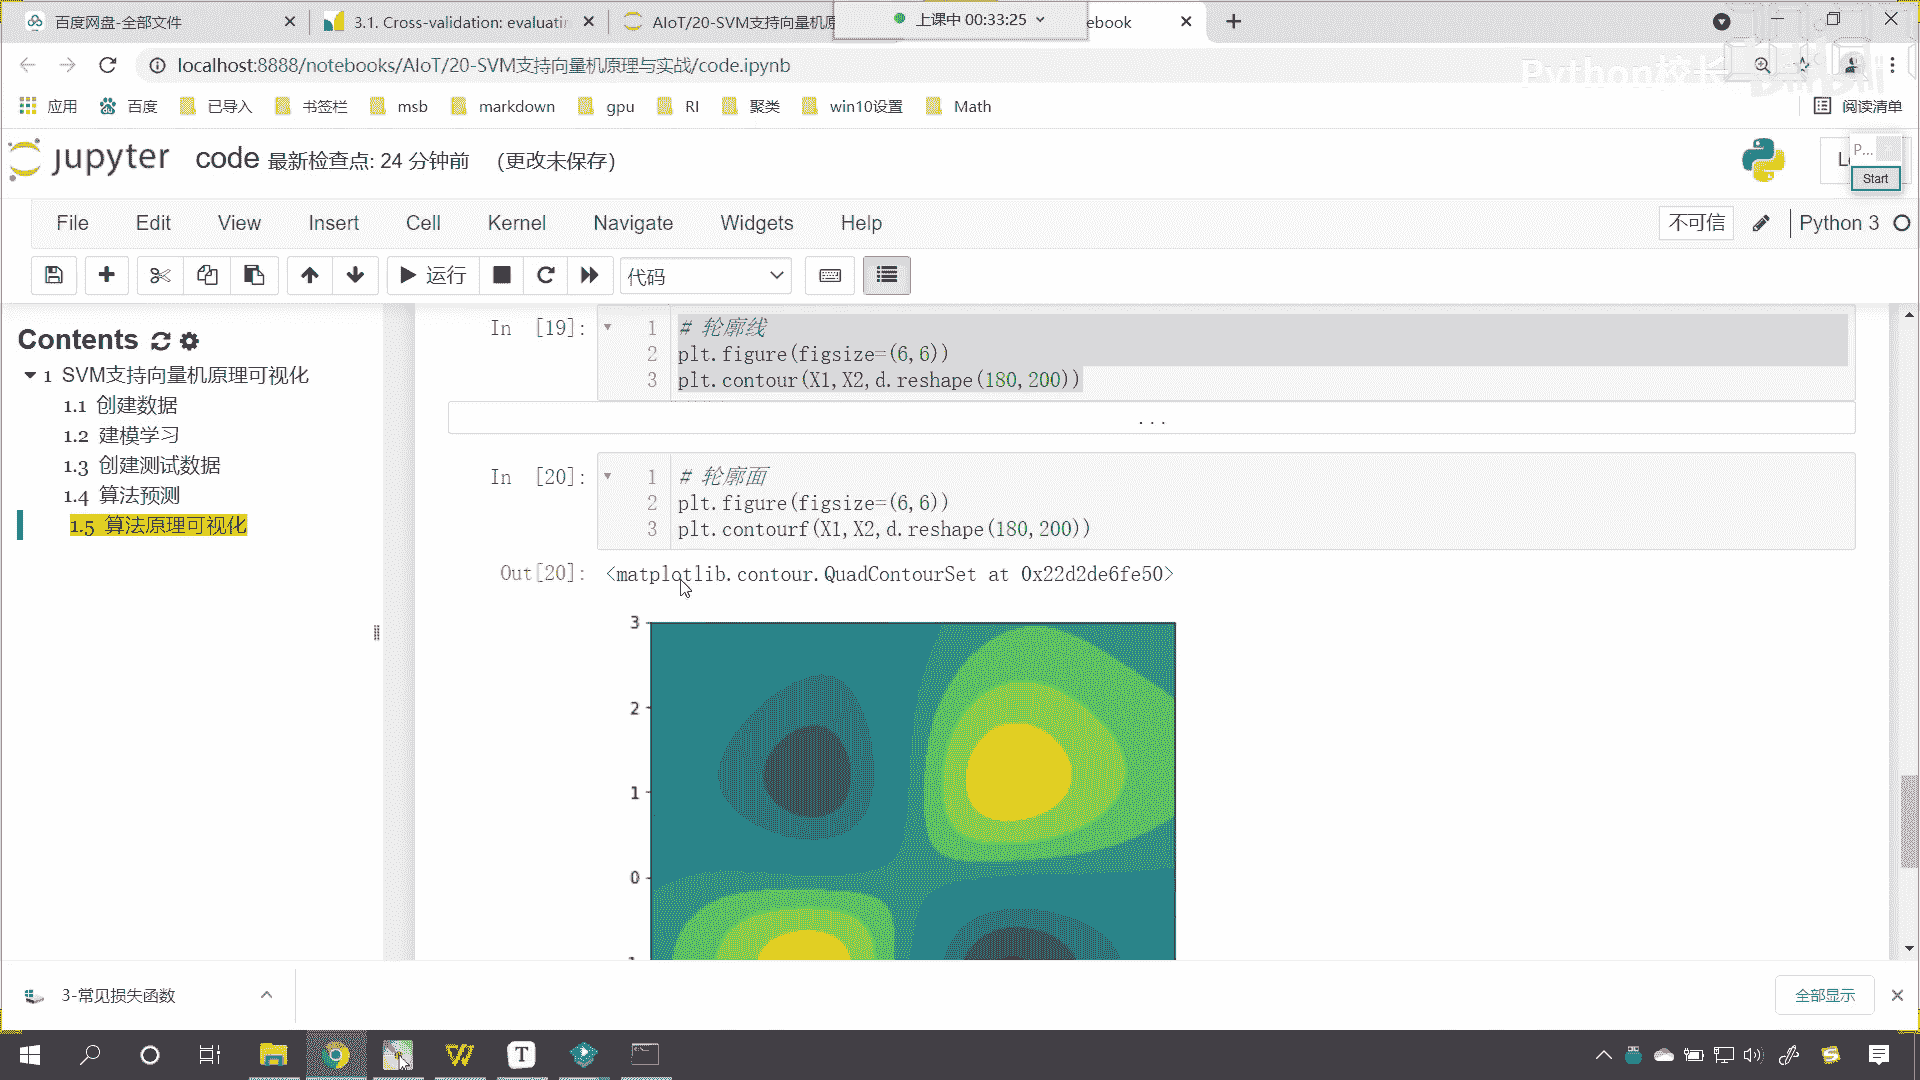 百度网盘-全部文件
3.1. Cross-validation: evaluatin
AIoT/20-SVM支持向量机原
上课中 00:33:25
ebook
localhost:8888/notebooks/AIoT/20-SVM支持向量机原理与实战/code.ipynb
Python校长
应用 百度 已导入 书签栏 msb markdown gpu RI 聚类 win10设置 Math 阅读清单
jupyter code 最新检查点: 24 分钟前 (更改未保存)
P...
Start
File Edit View Insert Cell Kernel Navigate Widgets Help 不可信 Python 3
运行 代码
Contents
1 SVM支持向量机原理可视化
1.1 创建数据
1.2 建模学习
1.3 创建测试数据
1.4 算法预测
1.5 算法原理可视化
In [19]:
1 # 轮廓线
2 plt.figure(figsize=(6,6))
3 plt.contour(X1,X2,d.reshape(180,200))
...
In [20]:
1 # 轮廓面
2 plt.figure(figsize=(6,6))
3 plt.contourf(X1,X2,d.reshape(180,200))
Out[20]: <matplotlib.contour.QuadContourSet at 0x22d2de6fe50>
3
2
1
0
3-常见损失函数
全部显示